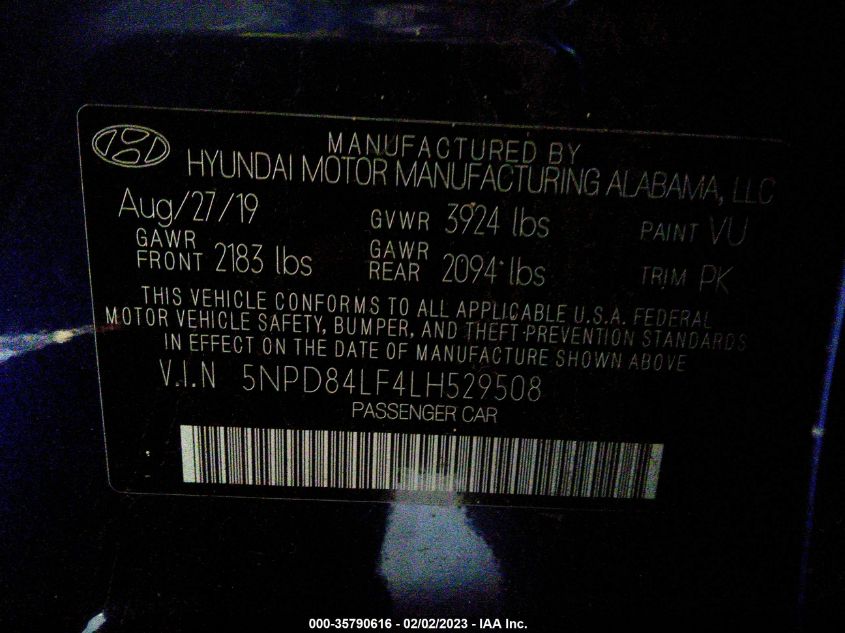 MANUFACTURED BY
HYUNDAI MOTOR MANUFACTURING ALABAMA, LLC
Aug/27/19 GVWR 3924 lbs PAINT VU
GAWR FRONT 2183 lbs GAWR REAR 2094 lbs TRIM PK
THIS VEHICLE CONFORMS TO ALL APPLICABLE U.S.A. FEDERAL
MOTOR VEHICLE SAFETY, BUMPER, AND THEFT-PREVENTION STANDARDS
IN EFFECT ON THE DATE OF MANUFACTURE SHOWN ABOVE
V.I.N 5NPD84LF4LH529508
PASSENGER CAR
000-35790616 - 02/02/2023 - IAA Inc.